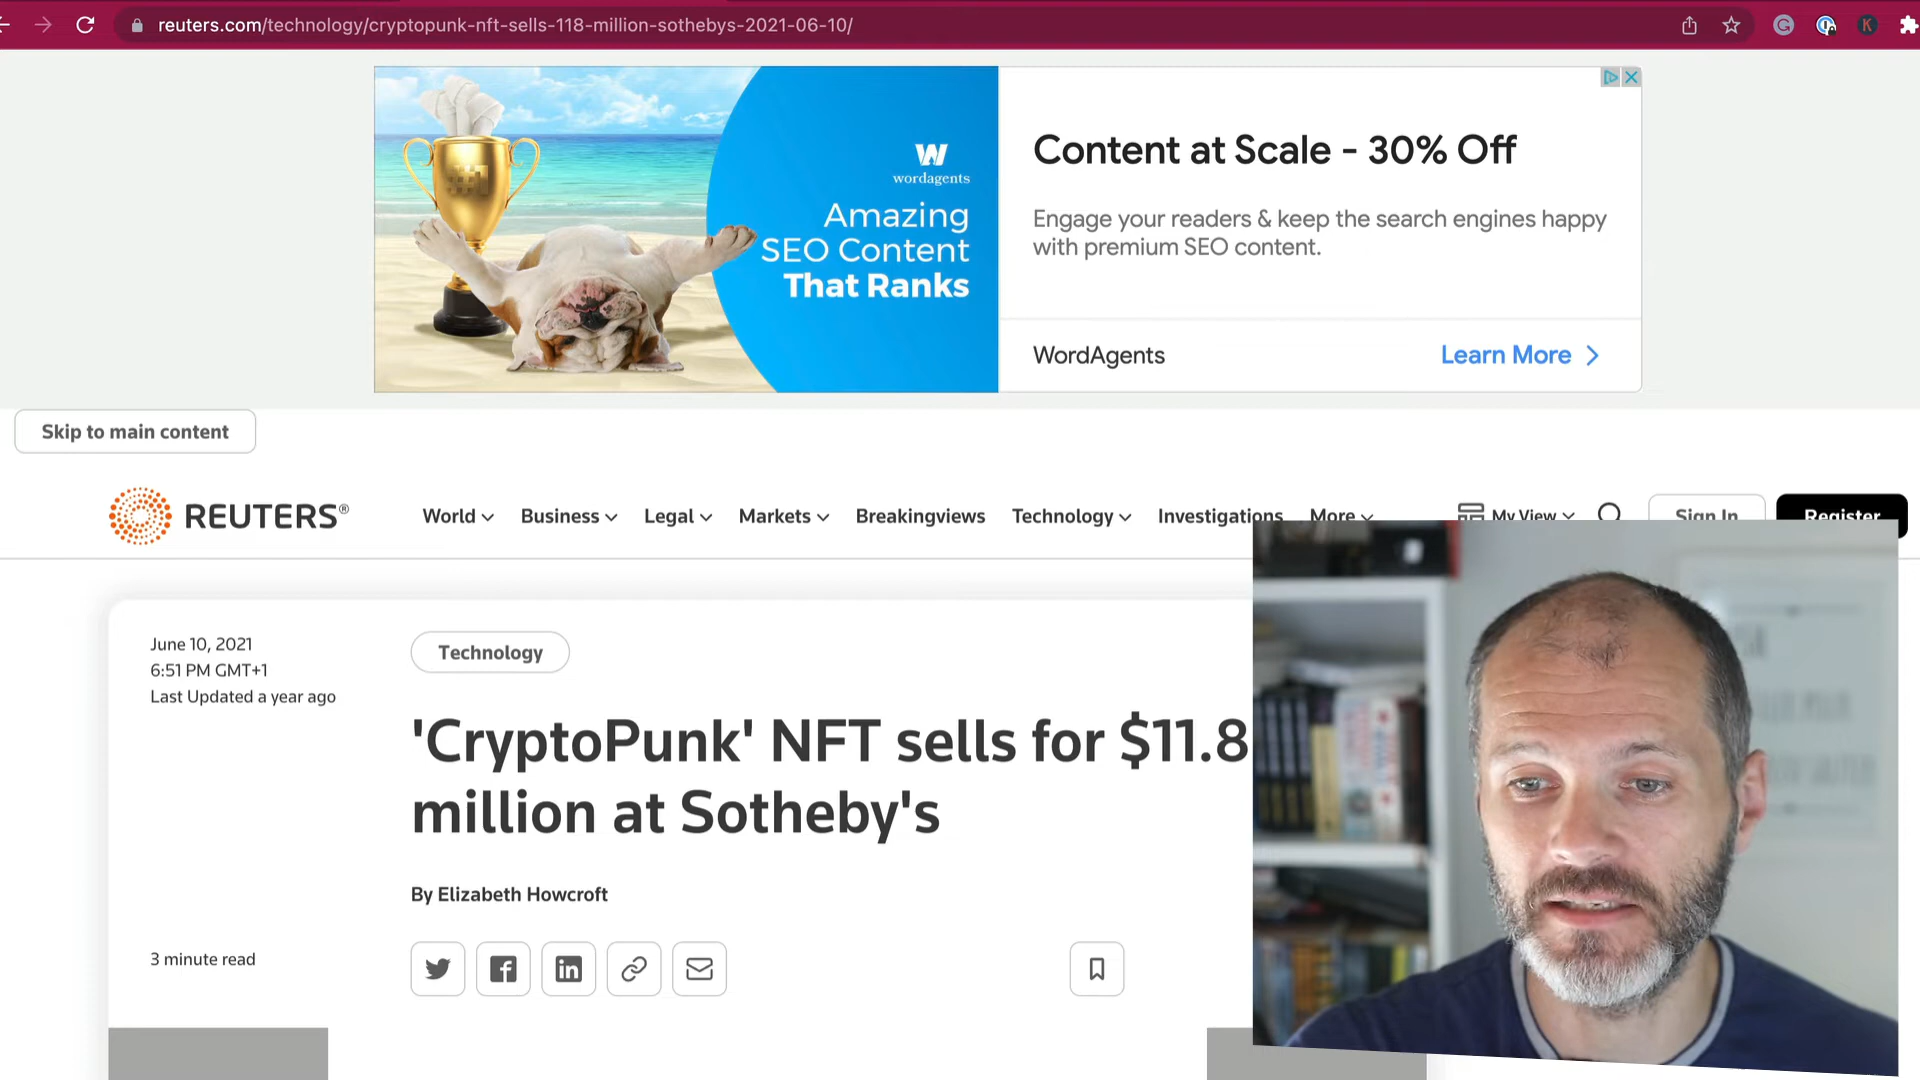 reuters.com/technology/cryptopunk-nft-sells-118-million-sothebys-2021-06-10/
W
wordagents
Amazing
SEO Content
That Ranks
Content at Scale - 30% Off
Engage your readers & keep the search engines happy
with premium SEO content.
WordAgents
Learn More
Skip to main content
REUTERS®
World Business Legal Markets Breakingviews Technology Investigations More My View Sign In Register
June 10, 2021
6:51 PM GMT+1
Last Updated a year ago
Technology
'CryptoPunk' NFT sells for $11.8
million at Sotheby's
By Elizabeth Howcroft
3 minute read